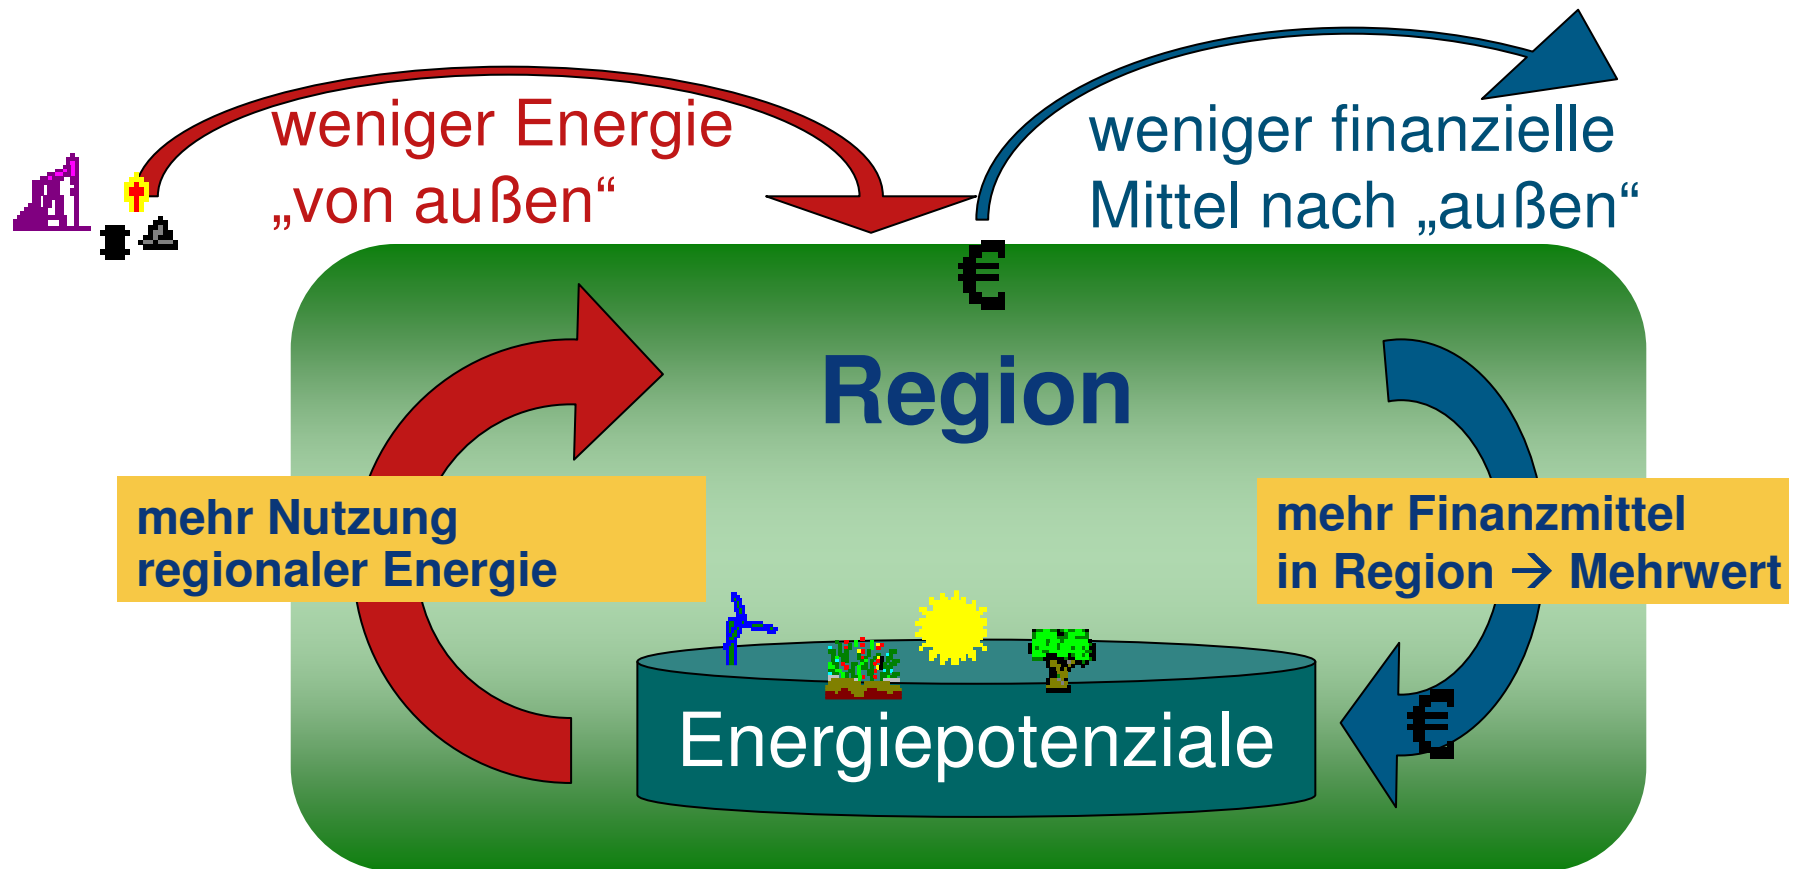 weniger Energie
„von außen“
weniger finanzielle
Mittel nach „außen“
€
Region
mehr Nutzung
regionaler Energie
mehr Finanzmittel
in Region → Mehrwert
€
Energiepotenziale